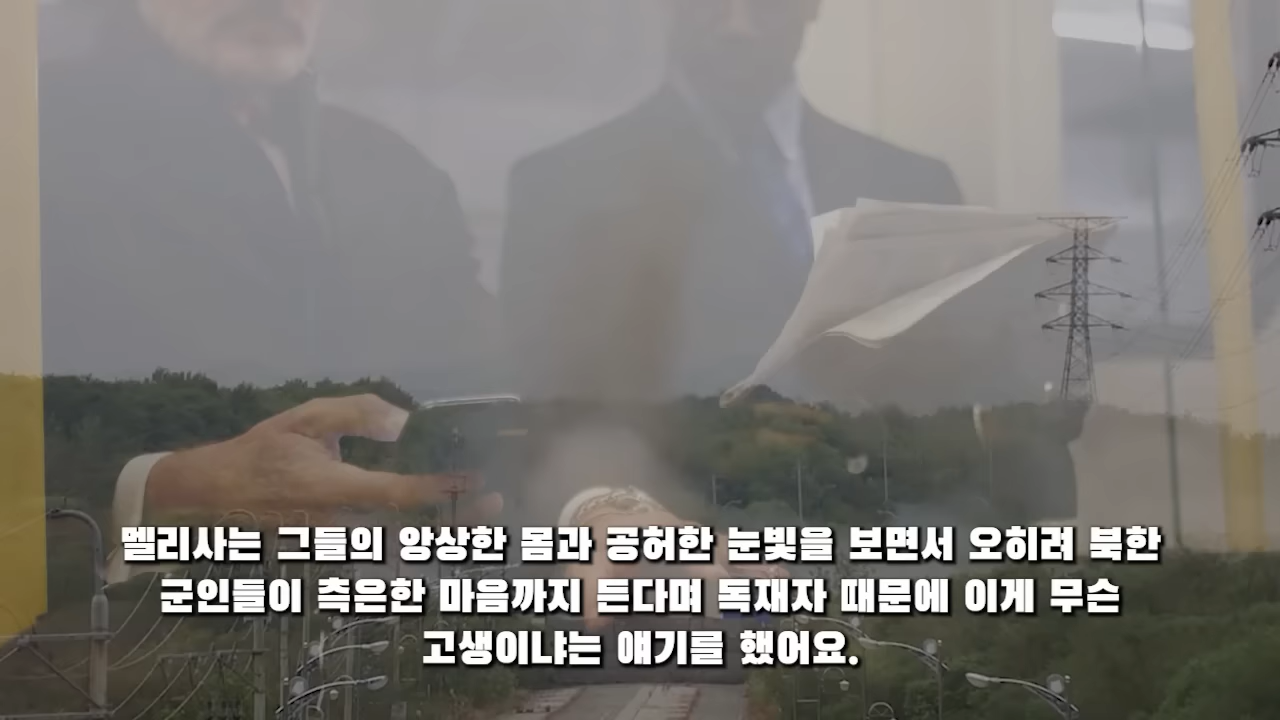 멜리사는 그들의 앙상한 몸과 공허한 눈빛을 보면서 오히려 북한
군인들이 측은한 마음까지 든다며 독재자 때문에 이게 무슨
고생이냐는 얘기를 했어요.